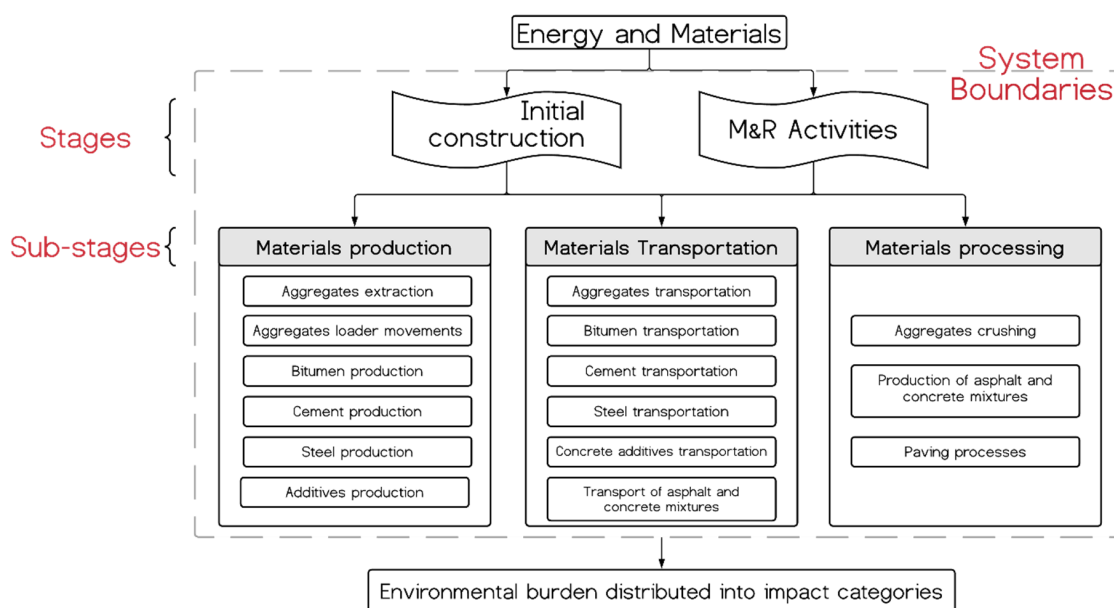 Energy and Materials
System
Boundaries
Stages
Initial
construction
M&R Activities
Sub-stages
Materials production
Aggregates extraction
Aggregates loader movements
Bitumen production
Cement production
Steel production
Additives production
Materials Transportation
Aggregates transportation
Bitumen transportation
Cement transportation
Steel transportation
Concrete additives transportation
Transport of asphalt and
concrete mixtures
Materials processing
Aggregates crushing
Production of asphalt and
concrete mixtures
Paving processes
Environmental burden distributed into impact categories